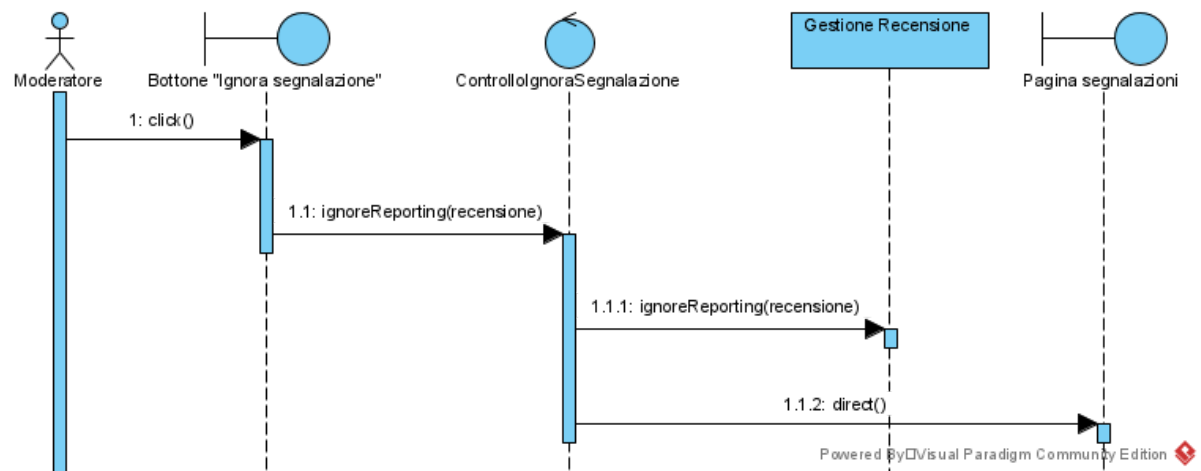 Gestione Recensione
Moderatore
Bottone "Ignora segnalazione"
ControlloIgnoraSegnalazione
Pagina segnalazioni
1: click()
1.1: ignoreReporting(recensione)
1.1.1: ignoreReporting(recensione)
1.1.2: direct()
Powered By□Visual Paradigm Community Edition